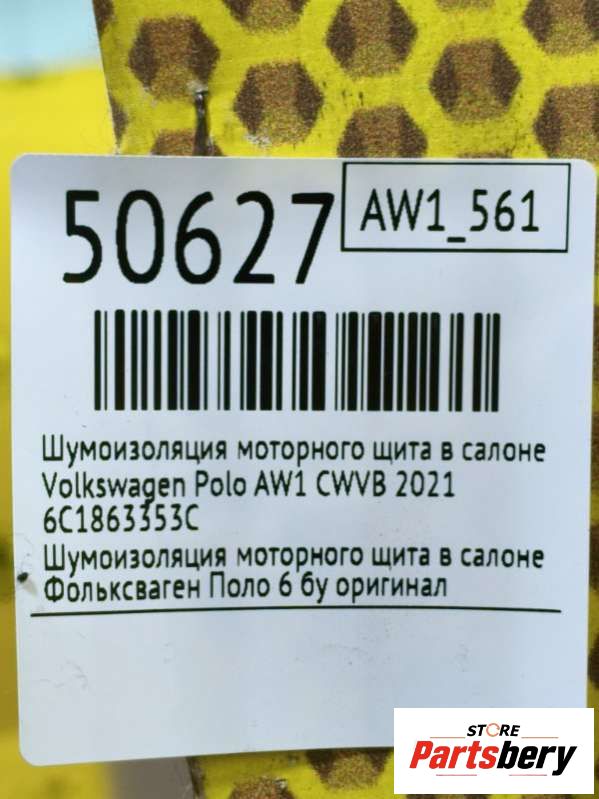 50627
AW1_561
Шумоизоляция моторного щита в салоне
Volkswagen Polo AW1 CWVB 2021
6C1863353C
Шумоизоляция моторного щита в салоне
Фольксваген Поло 6 бу оригинал
STORE
Partsbery